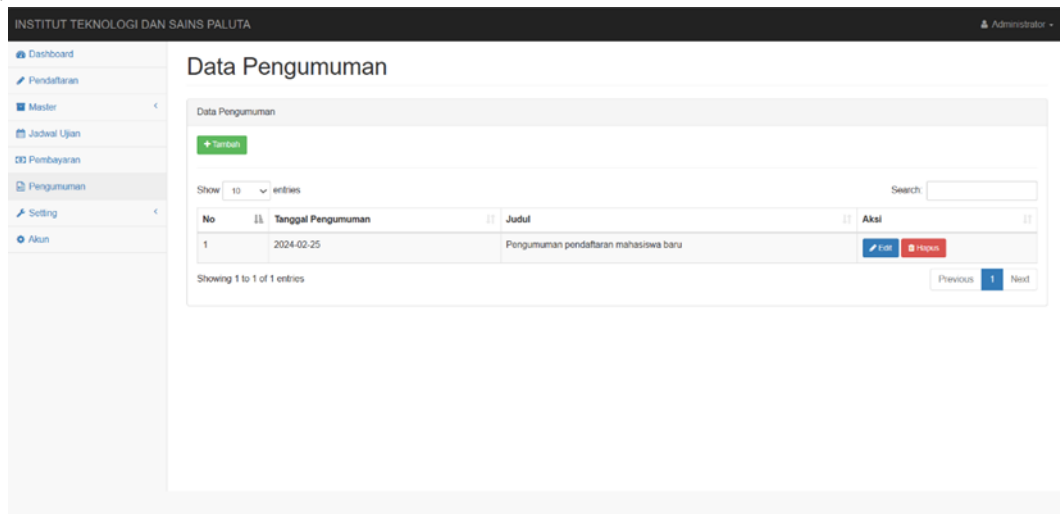 INSTITUT TEKNOLOGI DAN SAINS PALUTA
Administrator
Dashboard
Pendaftaran
Master
Jadwal Ujian
Pembayaran
Pengumuman
Setting
Akun
Data Pengumuman
Data Pengumuman
+ Tambah
Show 10 entries
Search:
No Tanggal Pengumuman Judul Aksi
1 2024-02-25 Pengumuman pendaftaran mahasiswa baru Edit Hapus
Showing 1 to 1 of 1 entries
Previous 1 Next